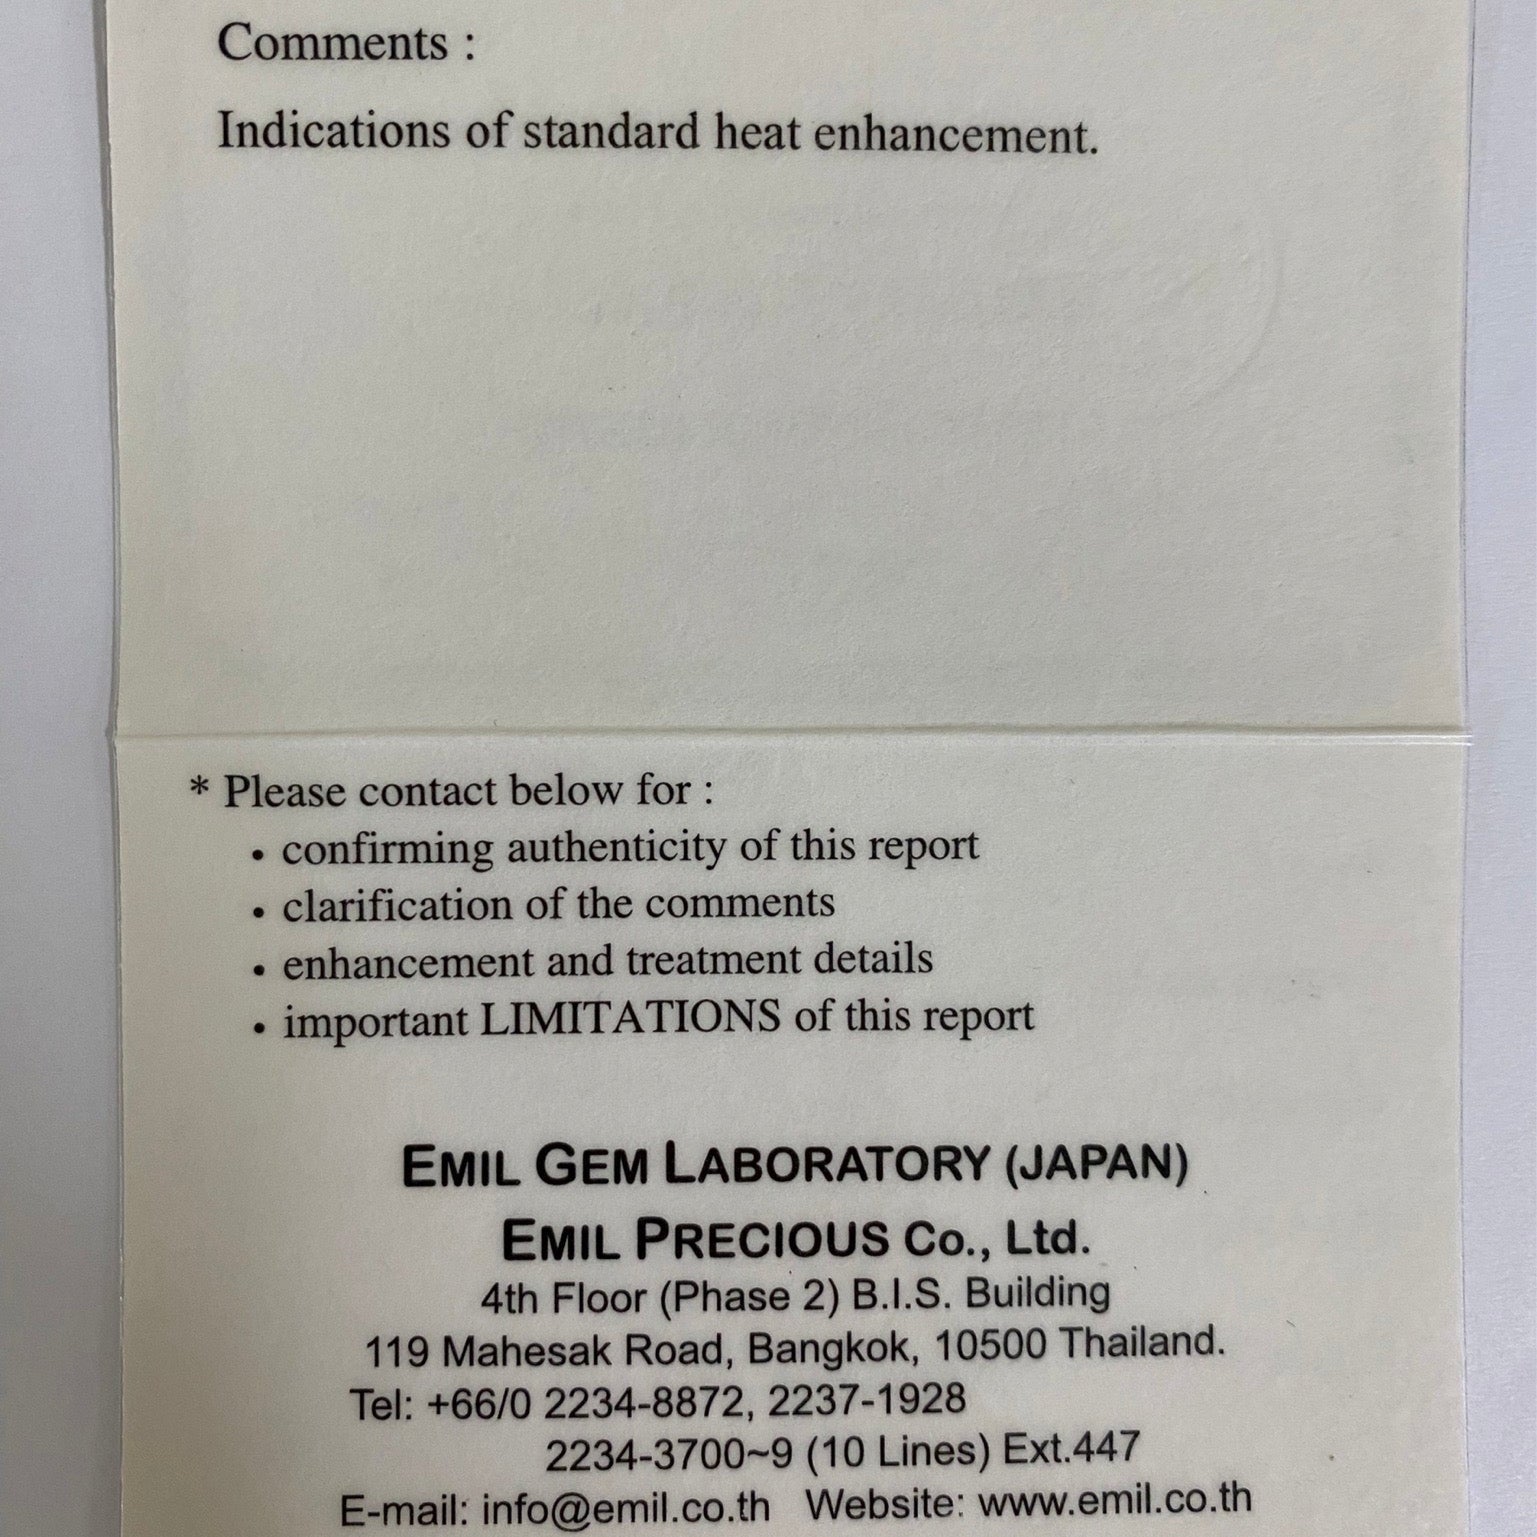 Comments :
Indications of standard heat enhancement.
* Please contact below for :
• confirming authenticity of this report
• clarification of the comments
• enhancement and treatment details
• important LIMITATIONS of this report
EMIL GEM LABORATORY (JAPAN)
EMIL PRECIOUS Co., Ltd.
4th Floor (Phase 2) B.I.S. Building
119 Mahesak Road, Bangkok, 10500 Thailand.
Tel: +66/0 2234-8872, 2237-1928
2234-3700~9 (10 Lines) Ext.447
E-mail: info@emil.co.th Website: www.emil.co.th